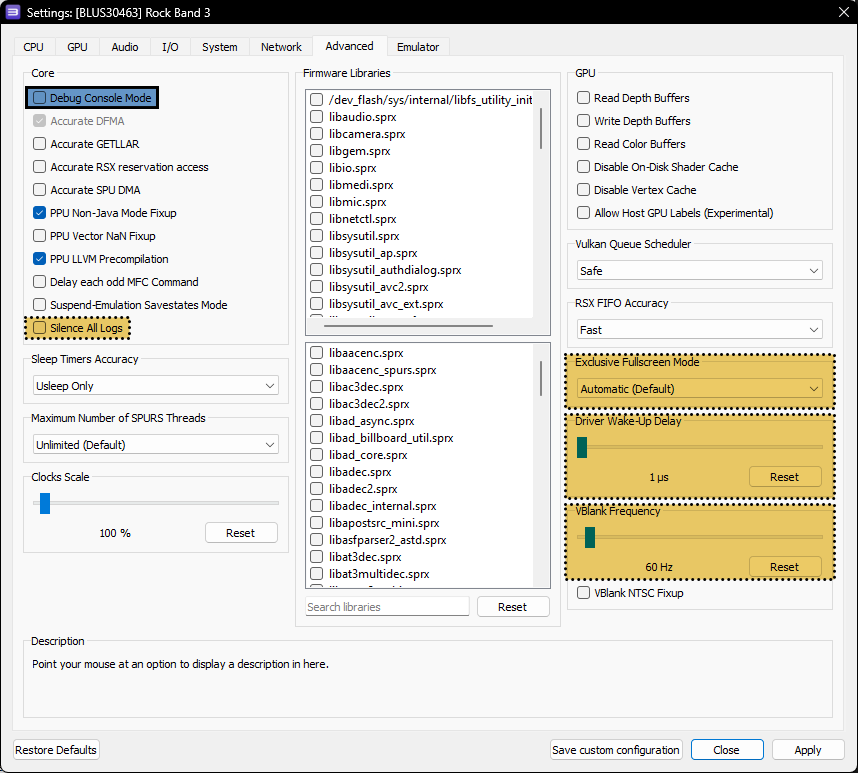 Settings: [BLUS30463] Rock Band 3
CPU
GPU
Audio
I/O
System
Network
Advanced
Emulator
Core
Debug Console Mode
Accurate DFMA
Accurate GETLLAR
Accurate RSX reservation access
Accurate SPU DMA
PPU Non-Java Mode Fixup
PPU Vector NaN Fixup
PPU LLVM Precompilation
Delay each odd MFC Command
Suspend-Emulation Savestates Mode
Silence All Logs
Sleep Timers Accuracy
Usleep Only
Maximum Number of SPURS Threads
Unlimited (Default)
Clocks Scale
100 %
Reset
Firmware Libraries
/dev_flash/sys/internal/libfs_utility_init
libaudio.sprx
libcamera.sprx
libgem.sprx
libio.sprx
libmedi.sprx
libmic.sprx
libnetctl.sprx
libsysutil.sprx
libsysutil_ap.sprx
libsysutil_authdialog.sprx
libsysutil_avc2.sprx
libsysutil_avc_ext.sprx
libaacenc.sprx
libaacenc_spurs.sprx
libac3dec.sprx
libac3dec2.sprx
libad_async.sprx
libad_billboard_util.sprx
libad_core.sprx
libadec.sprx
libadec2.sprx
libadec_internal.sprx
libapostsrc_mini.sprx
libasfparser2_astd.sprx
libat3dec.sprx
libat3multidec.sprx
Search libraries
Reset
GPU
Read Depth Buffers
Write Depth Buffers
Read Color Buffers
Disable On-Disk Shader Cache
Disable Vertex Cache
Allow Host GPU Labels (Experimental)
Vulkan Queue Scheduler
Safe
RSX FIFO Accuracy
Fast
Exclusive Fullscreen Mode
Automatic (Default)
Driver Wake-Up Delay
1 µs
Reset
VBlank Frequency
60 Hz
Reset
VBlank NTSC Fixup
Description
Point your mouse at an option to display a description in here.
Restore Defaults
Save custom configuration
Close
Apply